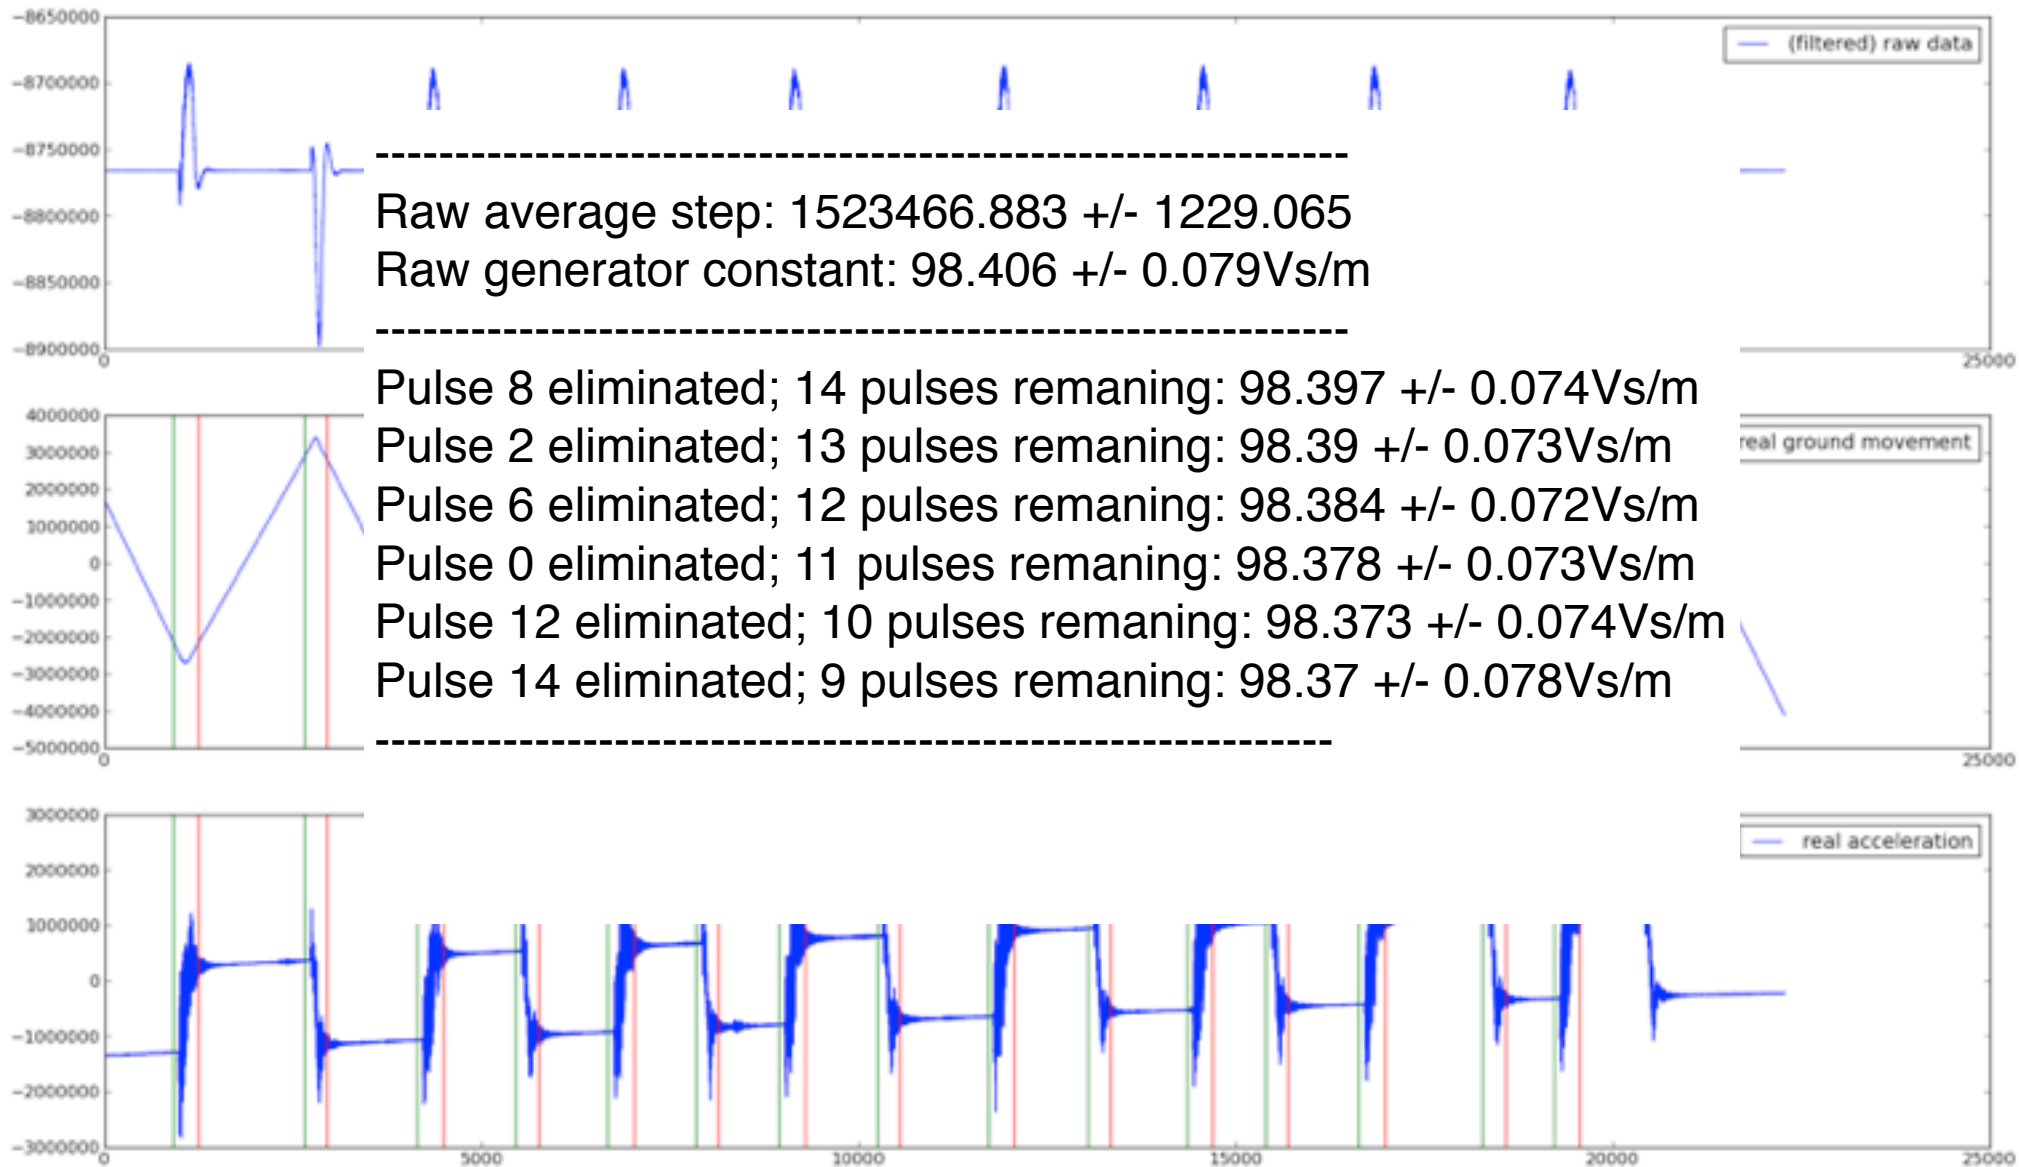 −8650000
(filtered) raw data
−8700000
−8750000
-------------------------------------------------------------
Raw average step: 1523466.883 +/- 1229.065
−8800000
Raw generator constant: 98.406 +/- 0.079Vs/m
−8850000
-------------------------------------------------------------
−8900000
0
25000
Pulse 8 eliminated; 14 pulses remaning: 98.397 +/- 0.074Vs/m
4000000
real ground movement
Pulse 2 eliminated; 13 pulses remaning: 98.39 +/- 0.073Vs/m
3000000
2000000
Pulse 6 eliminated; 12 pulses remaning: 98.384 +/- 0.072Vs/m
1000000
0
Pulse 0 eliminated; 11 pulses remaning: 98.378 +/- 0.073Vs/m
−1000000
Pulse 12 eliminated; 10 pulses remaning: 98.373 +/- 0.074Vs/m
−2000000
−3000000
Pulse 14 eliminated; 9 pulses remaning: 98.37 +/- 0.078Vs/m
−4000000
-------------------------------------------------------------
−5000000
0
25000
3000000
real acceleration
2000000
1000000
0
−1000000
−2000000
−3000000
0 5000 10000 15000 20000 25000